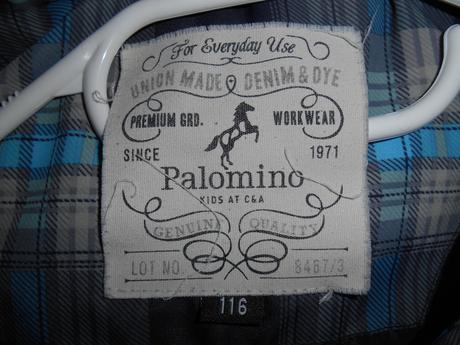 For Everyday Use
UNION MADE DENIM & DYE
PREMIUM GRD. WORKWEAR
SINCE 1971
Palomino
KIDS AT C&A
GENUINE QUALITY
LOT NO. 8467/3
116